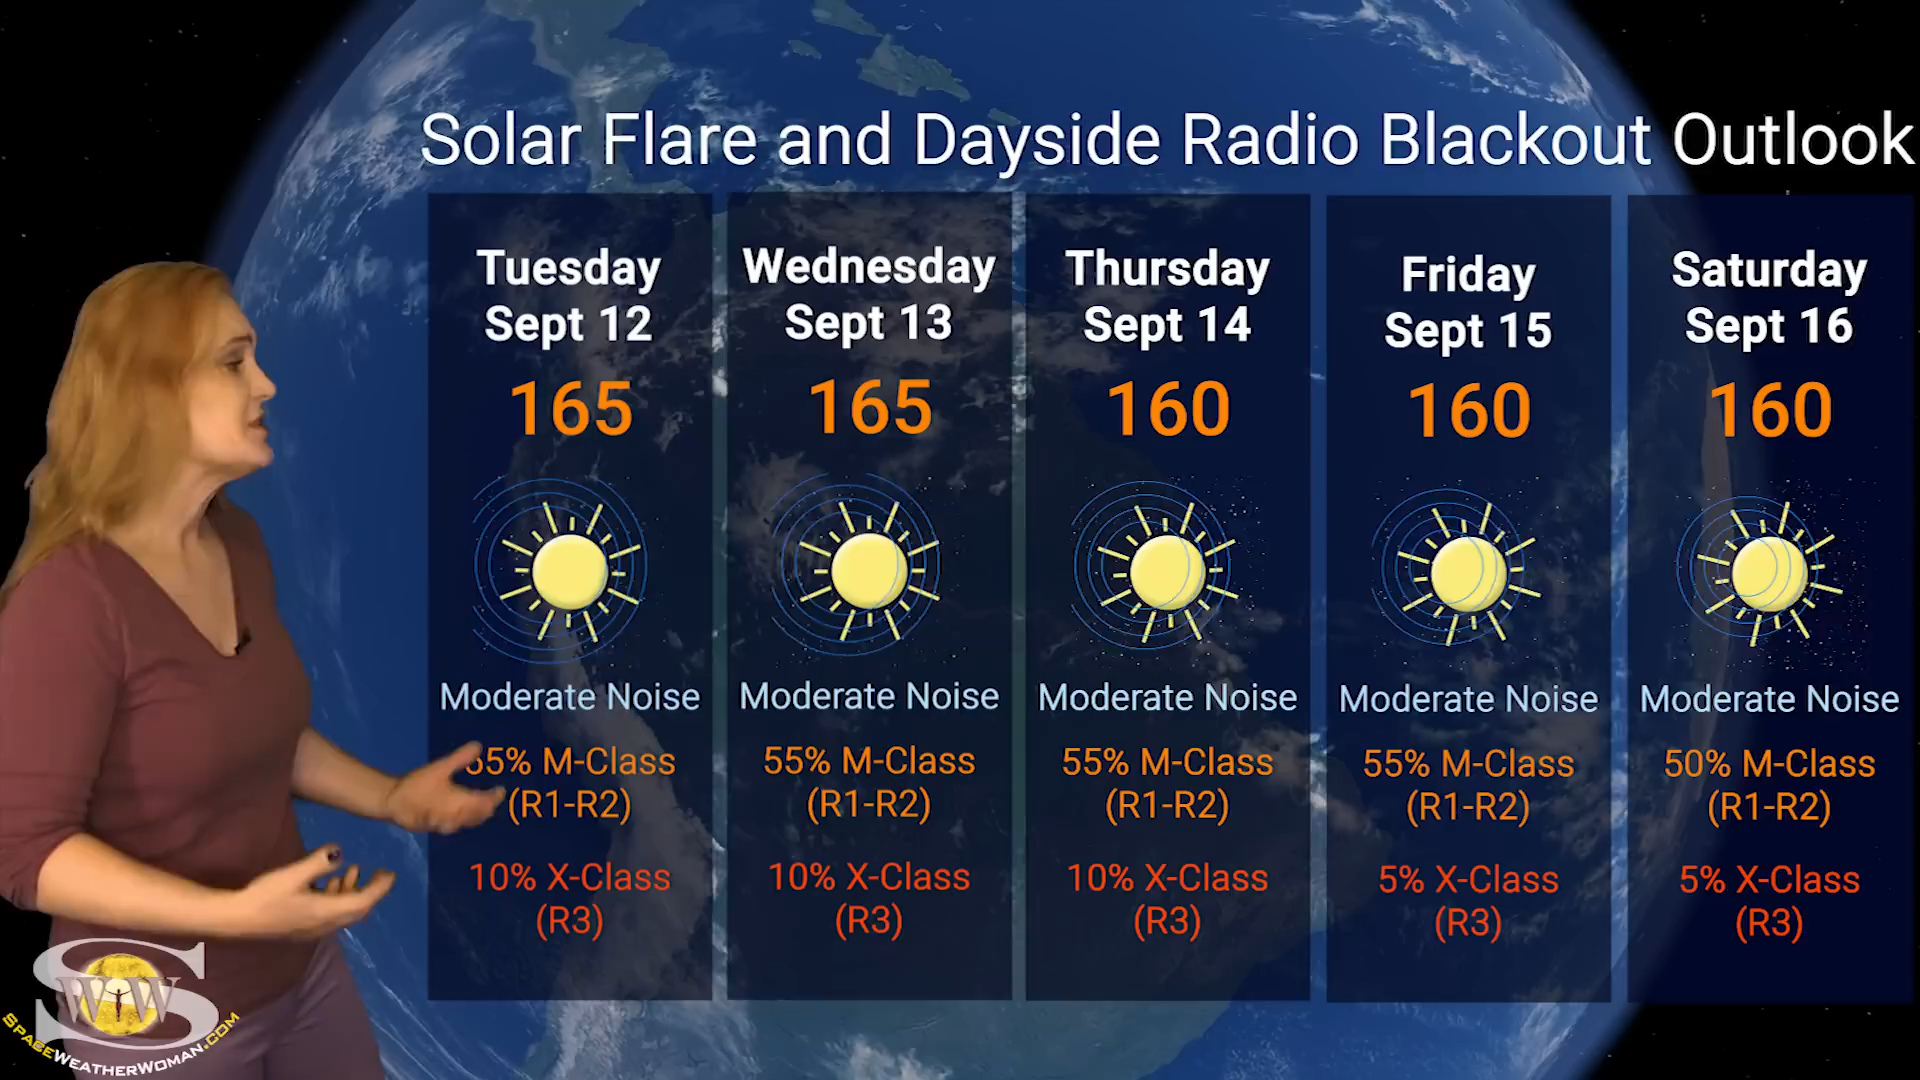 Solar Flare and Dayside Radio Blackout Outlook
Tuesday
Sept 12
165
Moderate Noise
M-Class
(R1-R2)
10% X-Class
(R3)
Wednesday
Sept 13
165
Moderate Noise
55% M-Class
(R1-R2)
10% X-Class
(R3)
Thursday
Sept 14
160
Moderate Noise
55% M-Class
(R1-R2)
10% X-Class
(R3)
Friday
Sept 15
160
Moderate Noise
55% M-Class
(R1-R2)
5% X-Class
(R3)
Saturday
Sept 16
160
Moderate Noise
50% M-Class
(R1-R2)
5% X-Class
(R3)
SWW
SPACEWEATHERWOMAN.COM